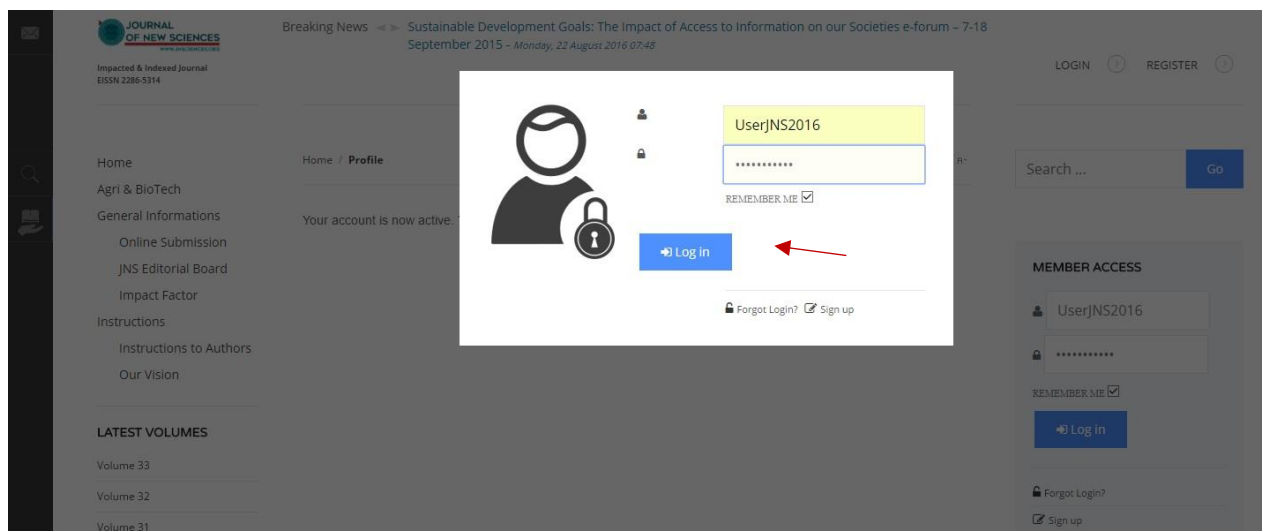 JOURNAL
OF NEW SCIENCES
WWW.JNSCIENCES.ORG
Impacted & Indexed Journal
EISSN 2286-5314
Breaking News
Sustainable Development Goals: The Impact of Access to Information on our Societies e-forum – 7-18
September 2015 - Monday, 22 August 2016 07:48
LOGIN
REGISTER
Home
Agri & BioTech
General Informations
Online Submission
JNS Editorial Board
Impact Factor
Instructions
Instructions to Authors
Our Vision
LATEST VOLUMES
Volume 33
Volume 32
Volume 31
Home / Profile
Your account is now active.
UserJNS2016
•••••••••••
REMEMBER ME
Log in
Forgot Login? Sign up
Search ...
Go
MEMBER ACCESS
UserJNS2016
•••••••••••
REMEMBER ME
Log in
Forgot Login?
Sign up